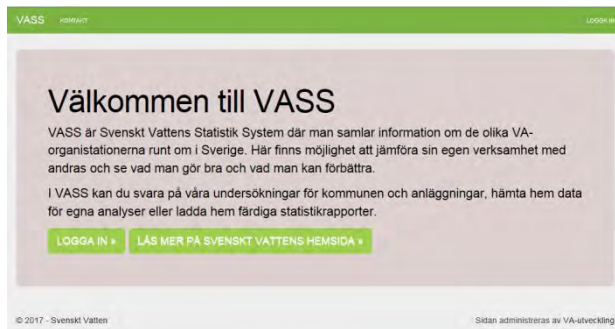 VASS KONTAKT LOGGA IN
Välkommen till VASS
VASS är Svenskt Vattens Statistik System där man samlar information om de olika VA-
organistationerna runt om i Sverige. Här finns möjlighet att jämföra sin egen verksamhet med
andras och se vad man gör bra och vad man kan förbättra.
I VASS kan du svara på våra undersökningar för kommunen och anläggningar, hämta hem data
för egna analyser eller ladda hem färdiga statistikrapporter.
LOGGA IN » LÄS MER PÅ SVENSKT VATTENS HEMSIDA »
© 2017 - Svenskt Vatten Sidan administreras av VA-utveckling